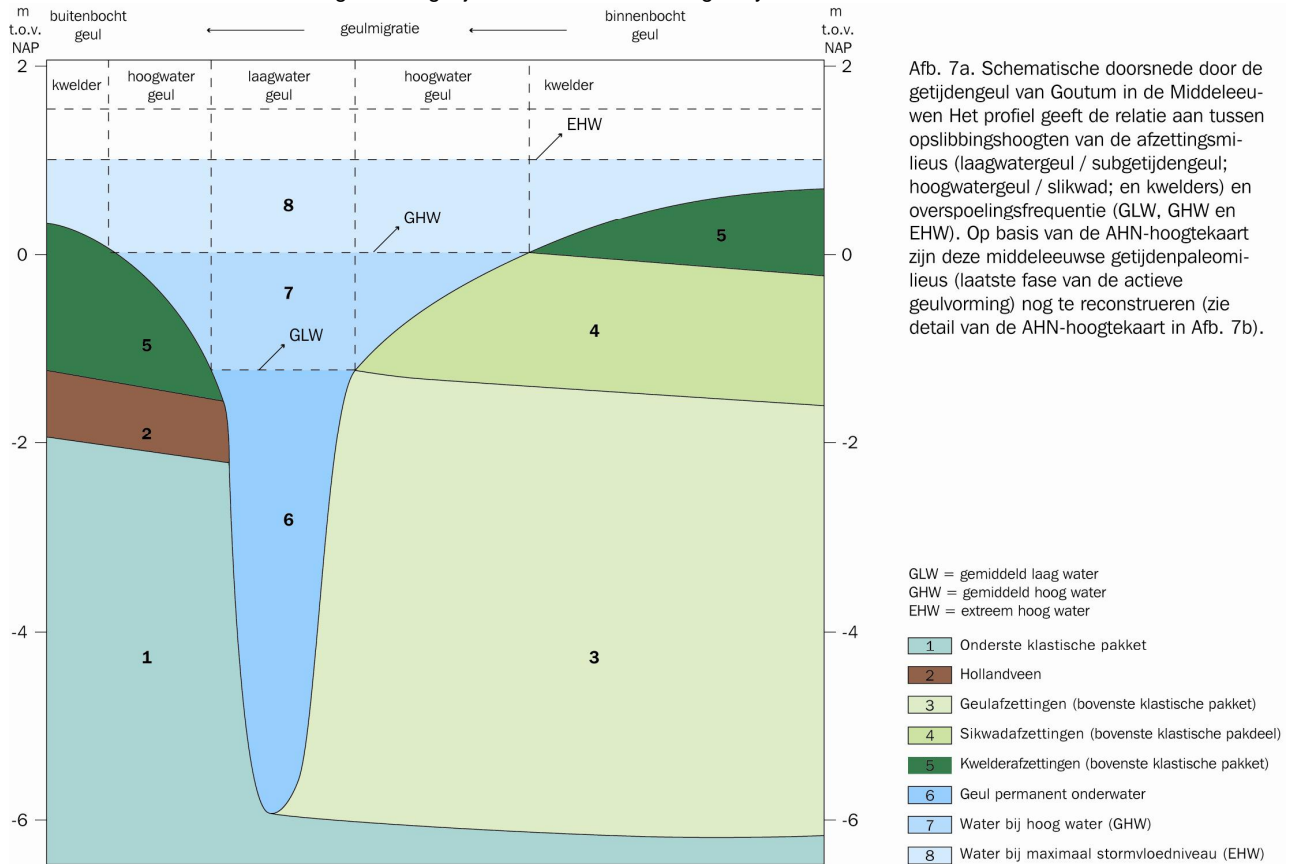 m
t.o.v.
NAP
buitenbocht
geul
geulmigratie
binnenbocht
geul
m
t.o.v.
NAP
2
kwelder
hoogwater
geul
laagwater
geul
hoogwater
geul
kwelder
2
EHW
8
GHW
5
0
0
7
4
5
GLW
-2
2
-2
6
-4
1
3
-4
-6
-6
Afb. 7a. Schematische doorsnede door de
getijdengeul van Goutum in de Middeleeu-
wen Het profiel geeft de relatie aan tussen
opslibbingshoogten van de afzettingsmi-
lieus (laagwatergeul / subgetijdengeul;
hoogwatergeul / slikwad; en kwelders) en
overspoelingsfrequentie (GLW, GHW en
EHW). Op basis van de AHN-hoogtekaart
zijn deze middeleeuwse getijdenpaleomi-
lieus (laatste fase van de actieve
geulvorming) nog te reconstrueren (zie
detail van de AHN-hoogtekaart in Afb. 7b).
GLW = gemiddeld laag water
GHW = gemiddeld hoog water
EHW = extreem hoog water
1 Onderste klastische pakket
2 Hollandveen
3 Geulafzettingen (bovenste klastische pakket)
4 Sikwadafzettingen (bovenste klastische pakdeel)
5 Kwelderafzettingen (bovenste klastische pakket)
6 Geul permanent onderwater
7 Water bij hoog water (GHW)
8 Water bij maximaal stormvloedniveau (EHW)